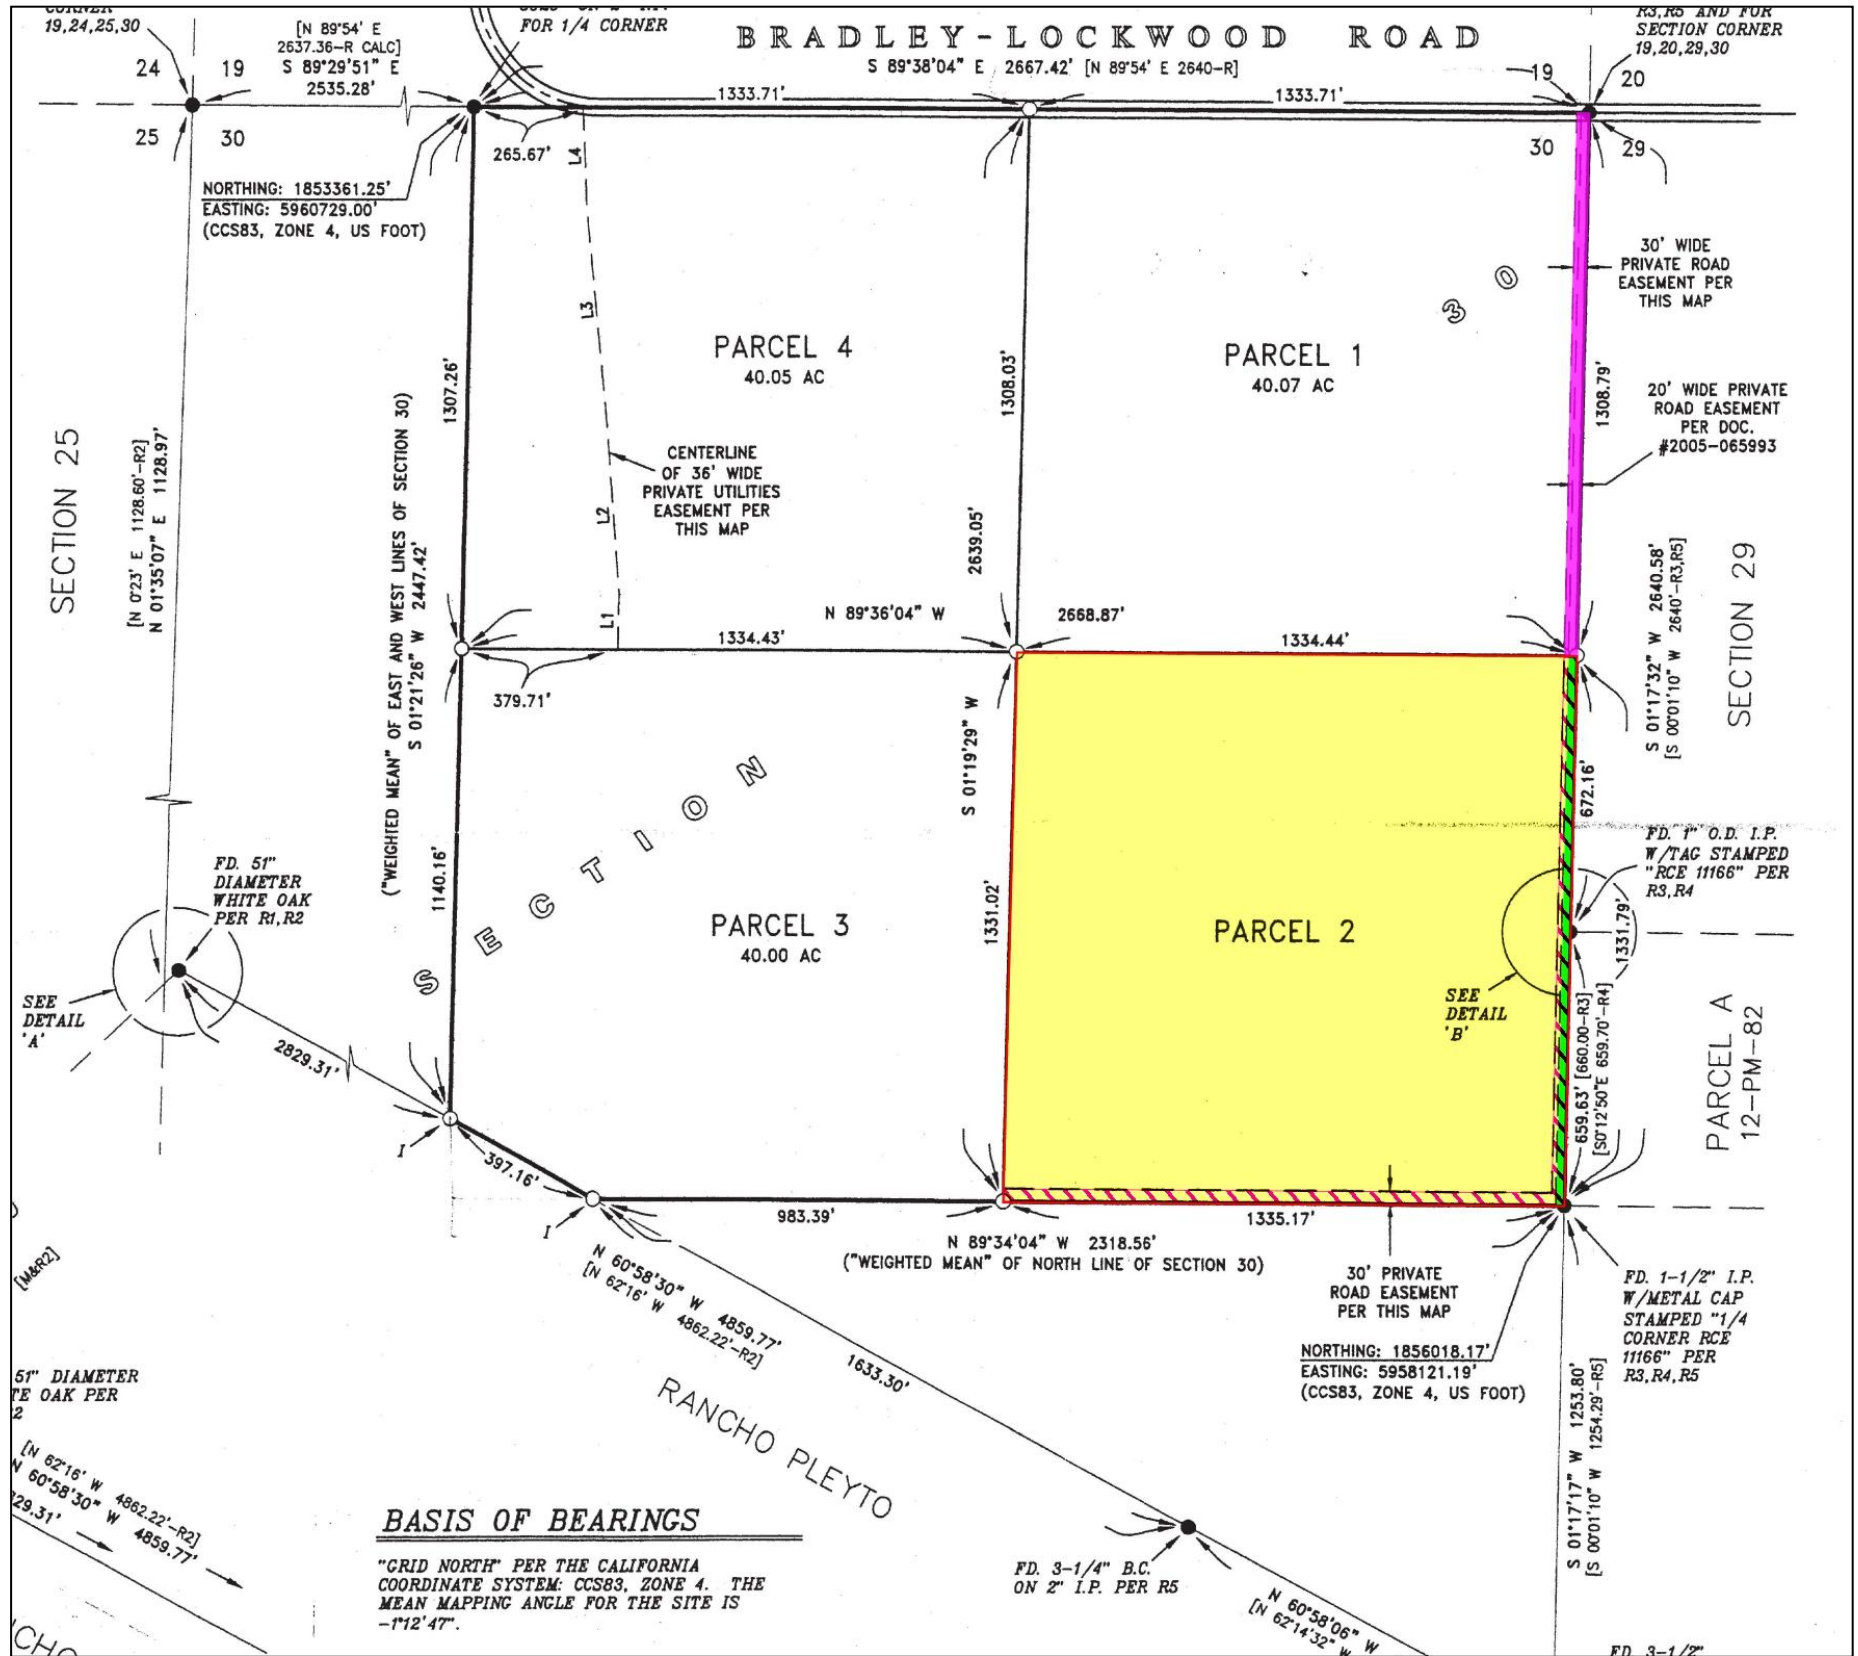 CORNER
19,24,25,30
[N 89°54' E
2637.36-R CALC]
S 89°29'51" E
2535.28'
FOR 1/4 CORNER
BRADLEY-LOCKWOOD ROAD
S 89°38'04" E 2667.42' [N 89°54' E 2640-R]
R3,R5 AND FOR
SECTION CORNER
19,20,29,30
24
19
25
30
19
20
30
29
1333.71'
1333.71'
265.67'
L4
NORTHING: 1853361.25'
EASTING: 5960729.00'
(CCS83, ZONE 4, US FOOT)
30' WIDE
PRIVATE ROAD
EASEMENT PER
THIS MAP
L3
PARCEL 4
40.05 AC
PARCEL 1
40.07 AC
1307.26'
1308.03'
1308.79'
20' WIDE PRIVATE
ROAD EASEMENT
PER DOC.
#2005-065993
CENTERLINE
OF 36' WIDE
PRIVATE UTILITIES
EASEMENT PER
THIS MAP
L2
L1
SECTION 25
[N 0°23' E 1128.60'-R2]
N 01°35'07" E 1128.97'
("WEIGHTED MEAN" OF EAST AND WEST LINES OF SECTION 30)
S 01°21'26" W 2447.42'
2639.05'
S 01°19'29" W
N 89°36'04" W
2668.87'
1334.43'
1334.44'
379.71'
S 01°17'32" W 2640.58'
[S 00°01'10" W 2640'-R3,R5]
SECTION 29
SECTION 30
672.16'
FD. 1" O.D. I.P.
W/TAG STAMPED
"RCE 11166" PER
R3,R4
FD. 51"
DIAMETER
WHITE OAK
PER R1,R2
1140.16'
1331.02'
1331.79'
PARCEL 3
40.00 AC
PARCEL 2
SEE
DETAIL
'A'
SEE
DETAIL
'B'
659.63' [660.00-R3]
[S0°12'50"E 659.70'-R4]
PARCEL A
12-PM-82
2829.31'
I
397.16'
I
983.39'
1335.17'
N 89°34'04" W 2318.56'
("WEIGHTED MEAN" OF NORTH LINE OF SECTION 30)
N 60°58'30" W 4859.77'
[N 62°16' W 4862.22'-R2]
30' PRIVATE
ROAD EASEMENT
PER THIS MAP
NORTHING: 1856018.17'
EASTING: 5958121.19'
(CCS83, ZONE 4, US FOOT)
FD. 1-1/2" I.P.
W/METAL CAP
STAMPED "1/4
CORNER RCE
11166" PER
R3,R4,R5
[M&R2]
1633.30'
RANCHO PLEYTO
S 01°17'17" W 1253.80'
[S 00°01'10" W 1254.29'-R5]
51" DIAMETER
TE OAK PER
2
[N 62°16' W 4862.22'-R2]
N 60°58'30" W 4859.77'
29.31'
BASIS OF BEARINGS
"GRID NORTH" PER THE CALIFORNIA
COORDINATE SYSTEM: CCS83, ZONE 4. THE
MEAN MAPPING ANGLE FOR THE SITE IS
-1°12'47".
FD. 3-1/4" B.C.
ON 2" I.P. PER R5
N 60°58'06" W
[N 62°14'32" W
FD. 3-1/2"